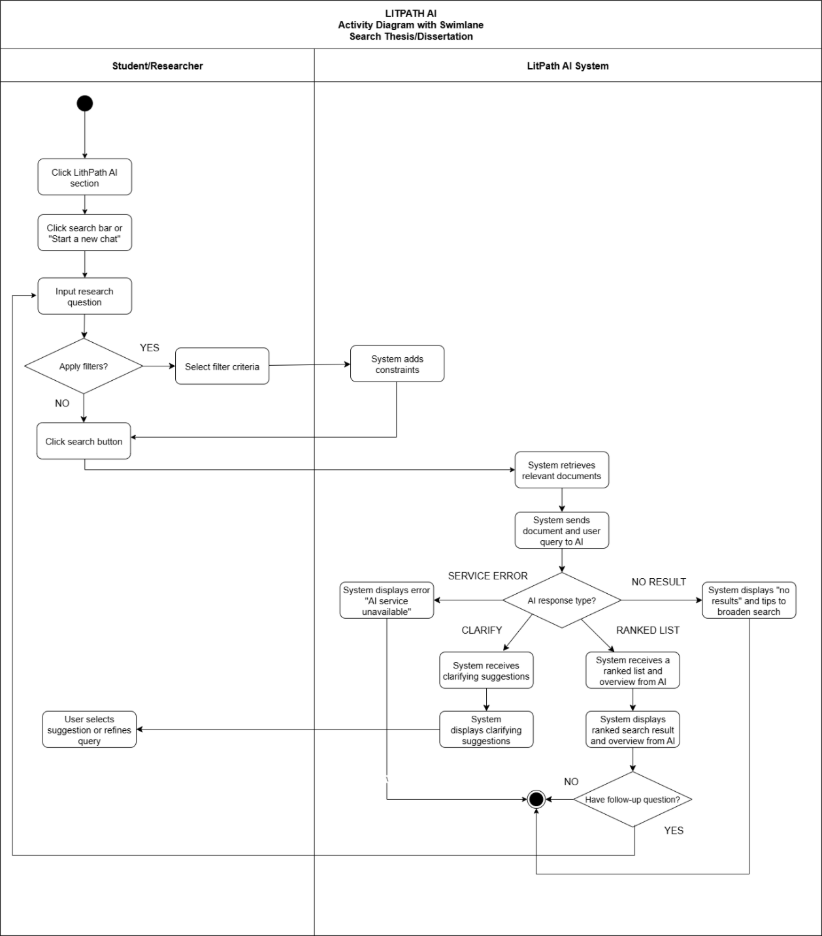 LITPATH AI
Activity Diagram with Swimlane
Search Thesis/Dissertation
Student/Researcher
LitPath AI System
Click LithPath AI
section
Click search bar or
"Start a new chat"
Input research
question
Apply filters?
YES
Select filter criteria
System adds
constraints
NO
Click search button
System retrieves
relevant documents
System sends
document and user
query to AI
SERVICE ERROR
NO RESULT
System displays error
"AI service
unavailable"
AI response type?
System displays "no
results" and tips to
broaden search
CLARIFY
RANKED LIST
System receives
clarifying suggestions
System receives a
ranked list and
overview from AI
User selects
suggestion or refines
query
System
displays clarifying
suggestions
System displays
ranked search result
and overview from AI
NO
Have follow-up question?
YES